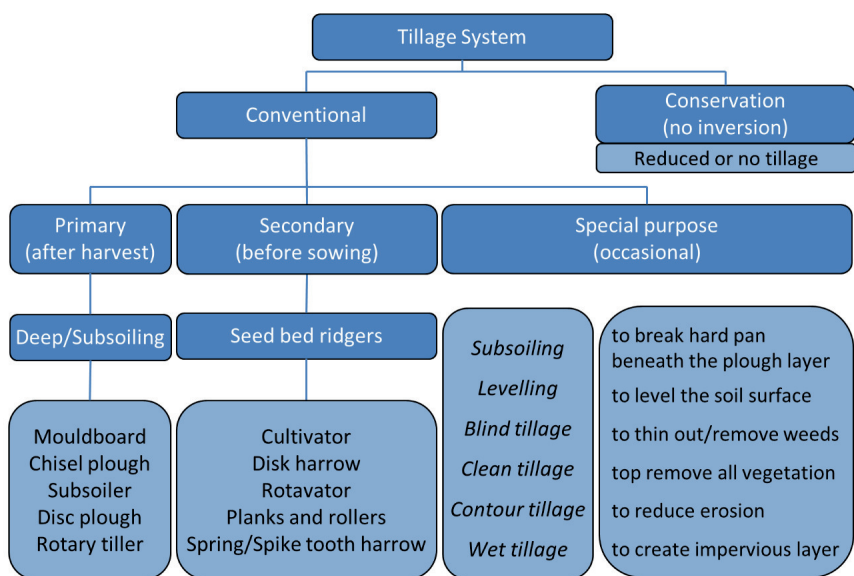 Tillage System
Conventional
Conservation
(no inversion)
Reduced or no tillage
Primary
(after harvest)
Secondary
(before sowing)
Special purpose
(occasional)
Deep/Subsoiling
Seed bed ridgers
Mouldboard
Chisel plough
Subsoiler
Disc plough
Rotary tiller
Cultivator
Disk harrow
Rotavator
Planks and rollers
Spring/Spike tooth harrow
Subsoiling
Levelling
Blind tillage
Clean tillage
Contour tillage
Wet tillage
to break hard pan
beneath the plough layer
to level the soil surface
to thin out/remove weeds
top remove all vegetation
to reduce erosion
to create impervious layer